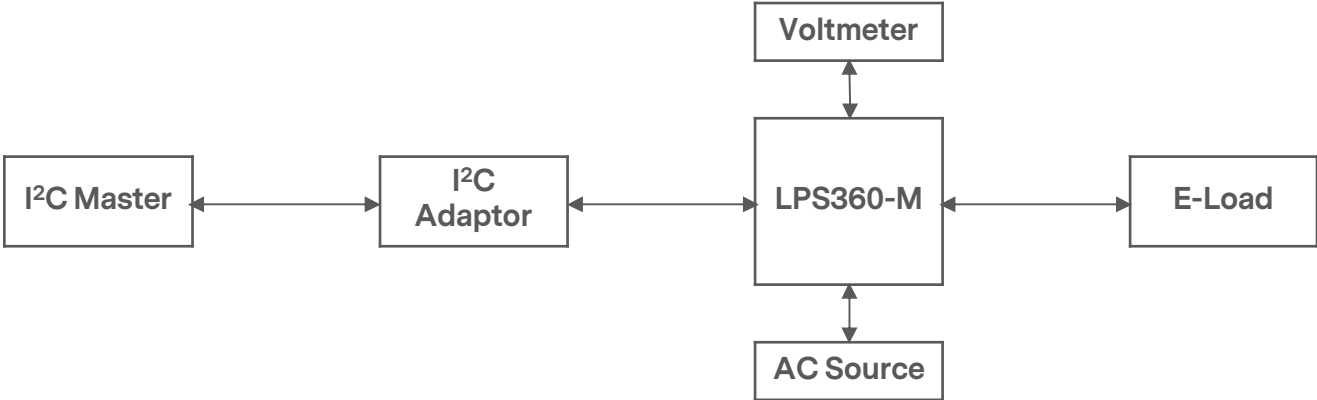 Voltmeter
I²C Master
I²C
Adaptor
LPS360-M
E-Load
AC Source